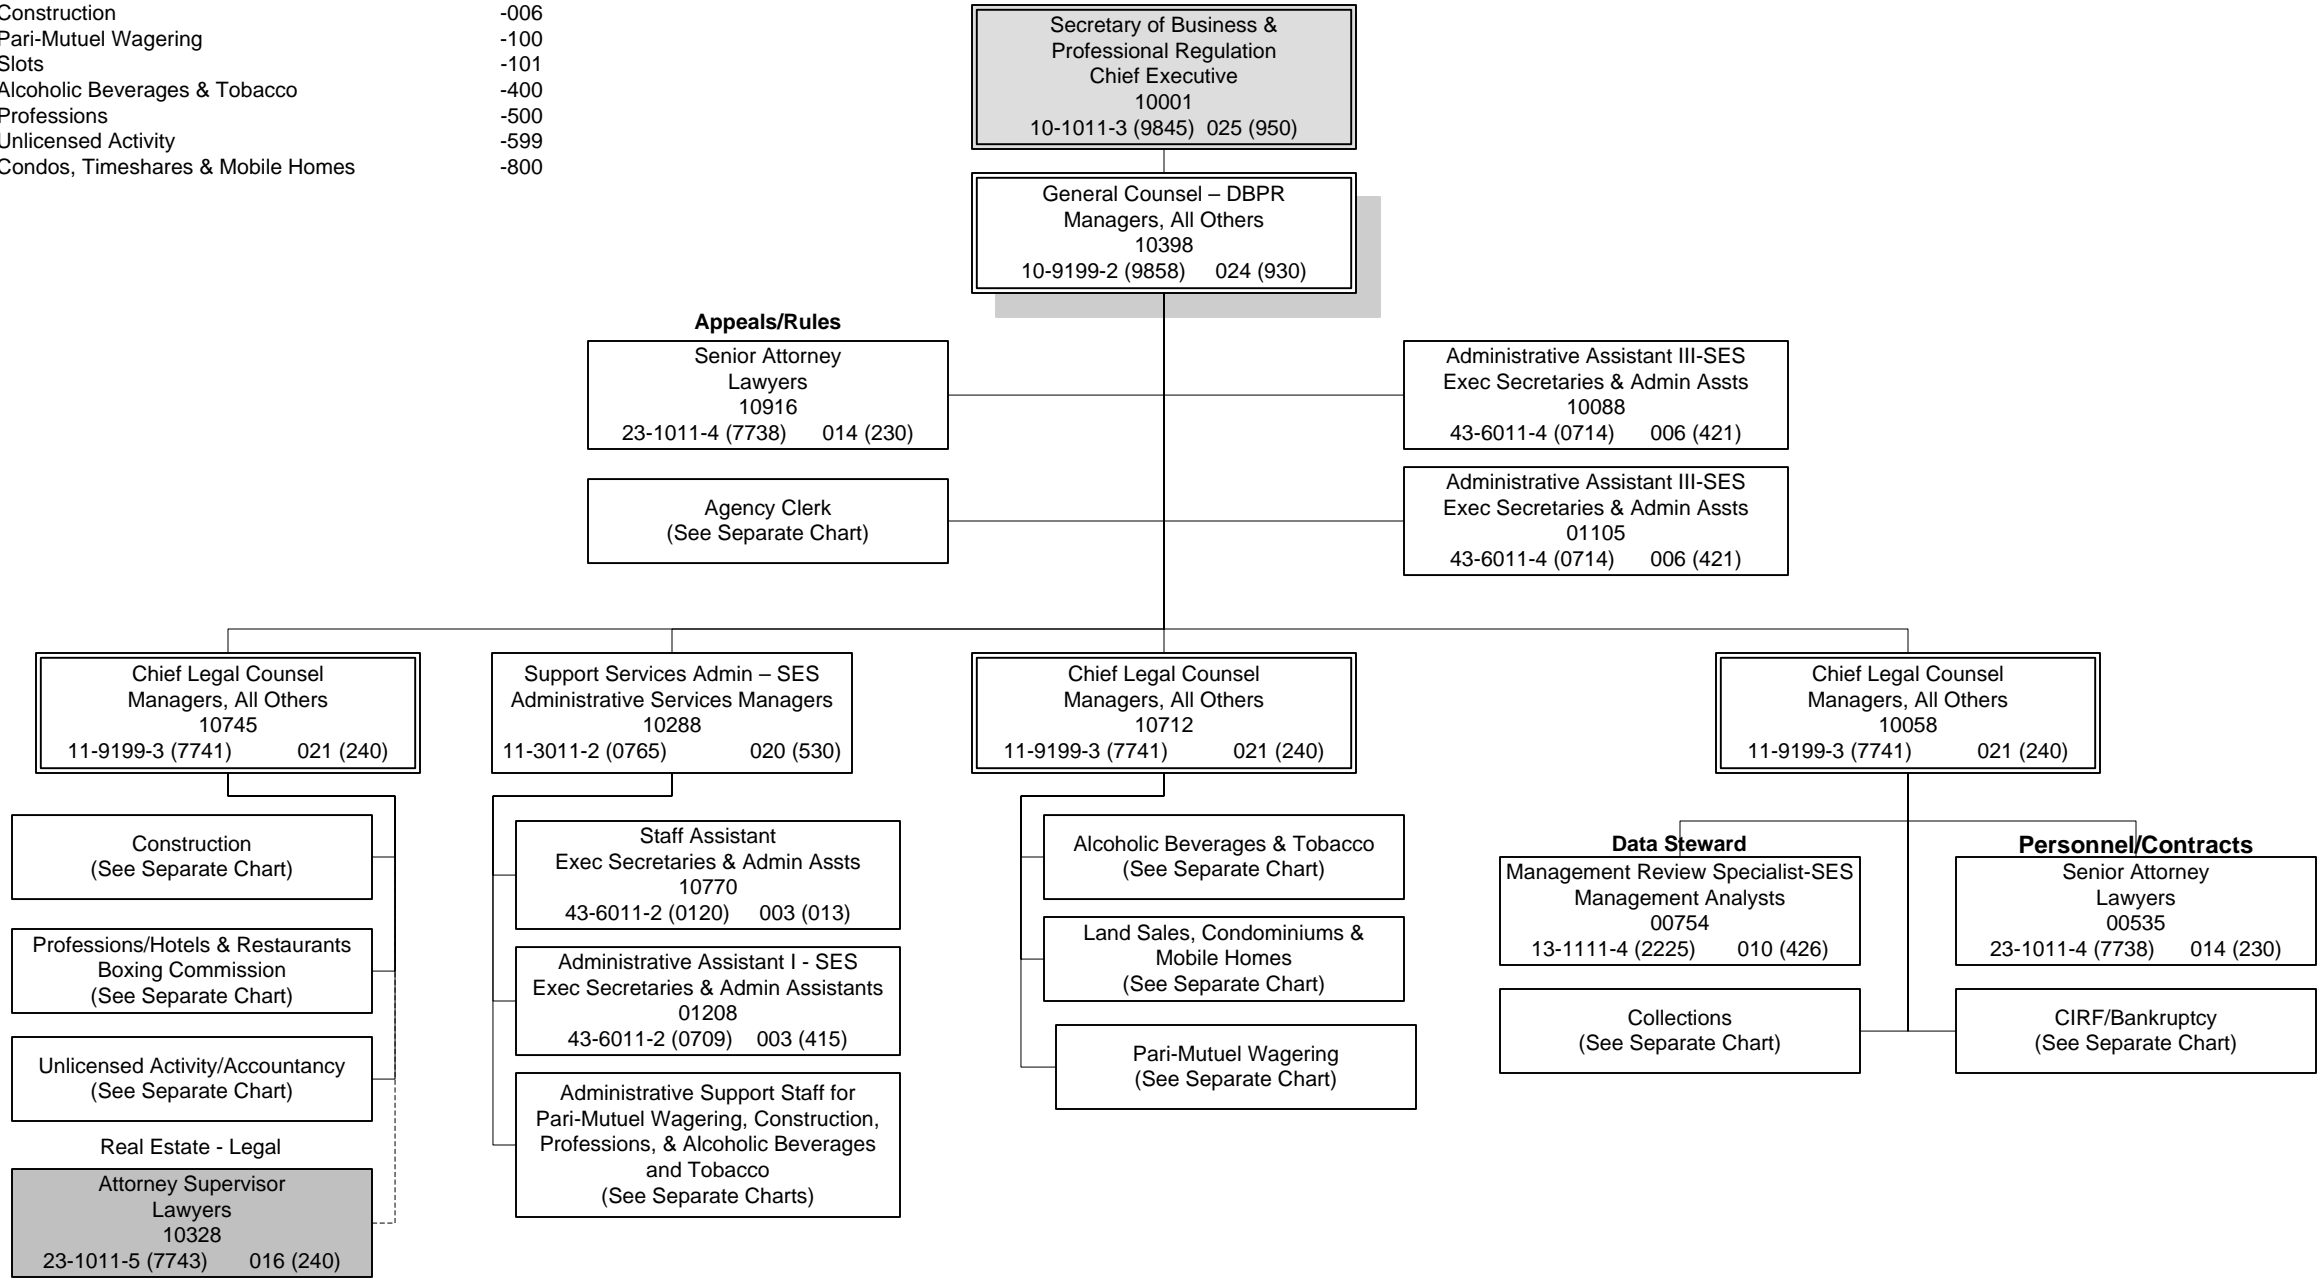 Construction -006
Pari-Mutuel Wagering -100
Slots -101
Alcoholic Beverages & Tobacco -400
Professions -500
Unlicensed Activity -599
Condos, Timeshares & Mobile Homes -800
Secretary of Business &
Professional Regulation
Chief Executive
10001
10-1011-3 (9845) 025 (950)
General Counsel – DBPR
Managers, All Others
10398
10-9199-2 (9858) 024 (930)
Appeals/Rules
Senior Attorney
Lawyers
10916
23-1011-4 (7738) 014 (230)
Administrative Assistant III-SES
Exec Secretaries & Admin Assts
10088
43-6011-4 (0714) 006 (421)
Agency Clerk
(See Separate Chart)
Administrative Assistant III-SES
Exec Secretaries & Admin Assts
01105
43-6011-4 (0714) 006 (421)
Chief Legal Counsel
Managers, All Others
10745
11-9199-3 (7741) 021 (240)
Support Services Admin – SES
Administrative Services Managers
10288
11-3011-2 (0765) 020 (530)
Chief Legal Counsel
Managers, All Others
10712
11-9199-3 (7741) 021 (240)
Chief Legal Counsel
Managers, All Others
10058
11-9199-3 (7741) 021 (240)
Construction
(See Separate Chart)
Professions/Hotels & Restaurants
Boxing Commission
(See Separate Chart)
Unlicensed Activity/Accountancy
(See Separate Chart)
Real Estate - Legal
Attorney Supervisor
Lawyers
10328
23-1011-5 (7743) 016 (240)
Staff Assistant
Exec Secretaries & Admin Assts
10770
43-6011-2 (0120) 003 (013)
Administrative Assistant I - SES
Exec Secretaries & Admin Assistants
01208
43-6011-2 (0709) 003 (415)
Administrative Support Staff for
Pari-Mutuel Wagering, Construction,
Professions, & Alcoholic Beverages
and Tobacco
(See Separate Charts)
Alcoholic Beverages & Tobacco
(See Separate Chart)
Land Sales, Condominiums &
Mobile Homes
(See Separate Chart)
Pari-Mutuel Wagering
(See Separate Chart)
Data Steward
Management Review Specialist-SES
Management Analysts
00754
13-1111-4 (2225) 010 (426)
Collections
(See Separate Chart)
Personnel/Contracts
Senior Attorney
Lawyers
00535
23-1011-4 (7738) 014 (230)
CIRF/Bankruptcy
(See Separate Chart)